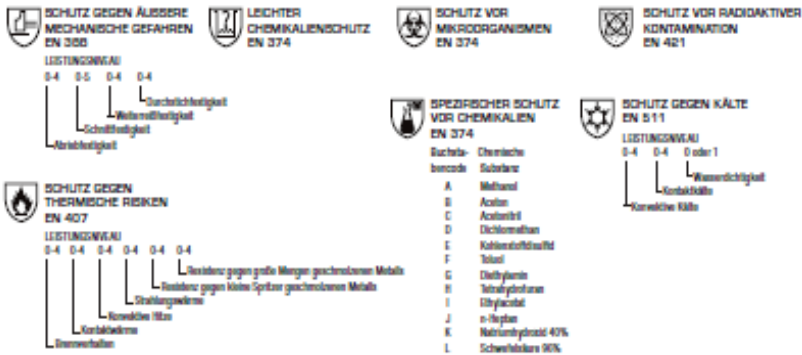 SCHUTZ GEGEN ÄUSSERE
MECHANISCHE GEFAHREN
EN 388
LEISTUNGSNIVEAU
0-4 0-5 0-4 0-4
Durchstichfestigkeit
Weiterreißfestigkeit
Schnittfestigkeit
Abriebfestigkeit
LEICHTER
CHEMIKALIENSCHUTZ
EN 374
SCHUTZ VOR
MIKROORGANISMEN
EN 374
SCHUTZ VOR RADIOAKTIVER
KONTAMINATION
EN 421
SCHUTZ GEGEN
THERMISCHE RISIKEN
EN 407
LEISTUNGSNIVEAU
0-4 0-4 0-4 0-4 0-4 0-4
Resistenz gegen große Mengen geschmolzenen Metalls
Resistenz gegen kleine Spritzer geschmolzenen Metalls
Strahlungswärme
Konvektive Hitze
Kontaktwärme
Brennverhalten
SPEZIFISCHER SCHUTZ
VOR CHEMIKALIEN
EN 374
Buchsta- Chemische
bencode Substanz
A Methanol
B Aceton
C Acetonitril
D Dichlormethan
E Kohlenstoffdisulfid
F Toluol
G Diethylamin
H Tetrahydrofuran
I Ethylacetat
J n-Heptan
K Natriumhydroxid 40%
L Schwefelsäure 96%
SCHUTZ GEGEN KÄLTE
EN 511
LEISTUNGSNIVEAU
0-4 0-4 0 oder 1
Wasserdichtigkeit
Kontaktkälte
Konvektive Kälte